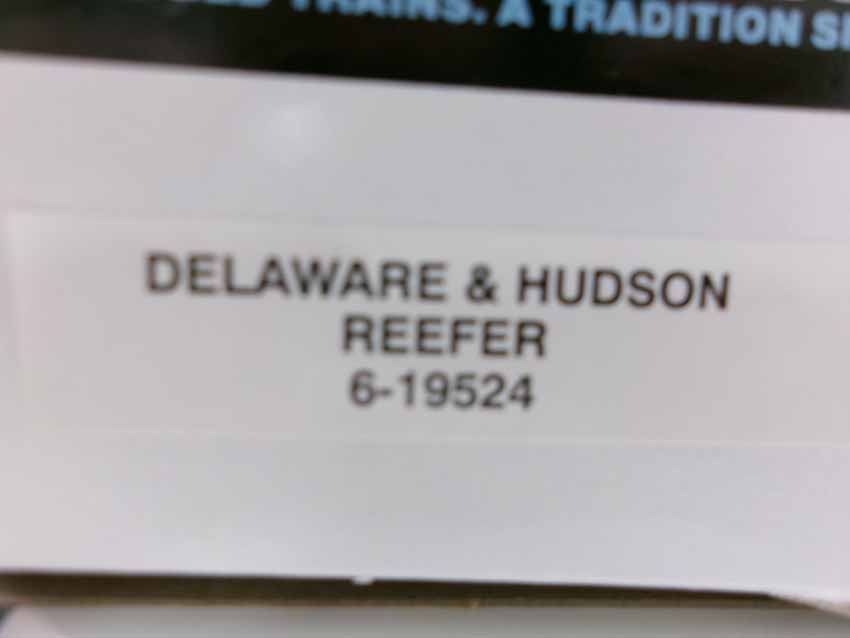 TRAINS. A TRADITION
DELAWARE & HUDSON
REEFER
6-19524